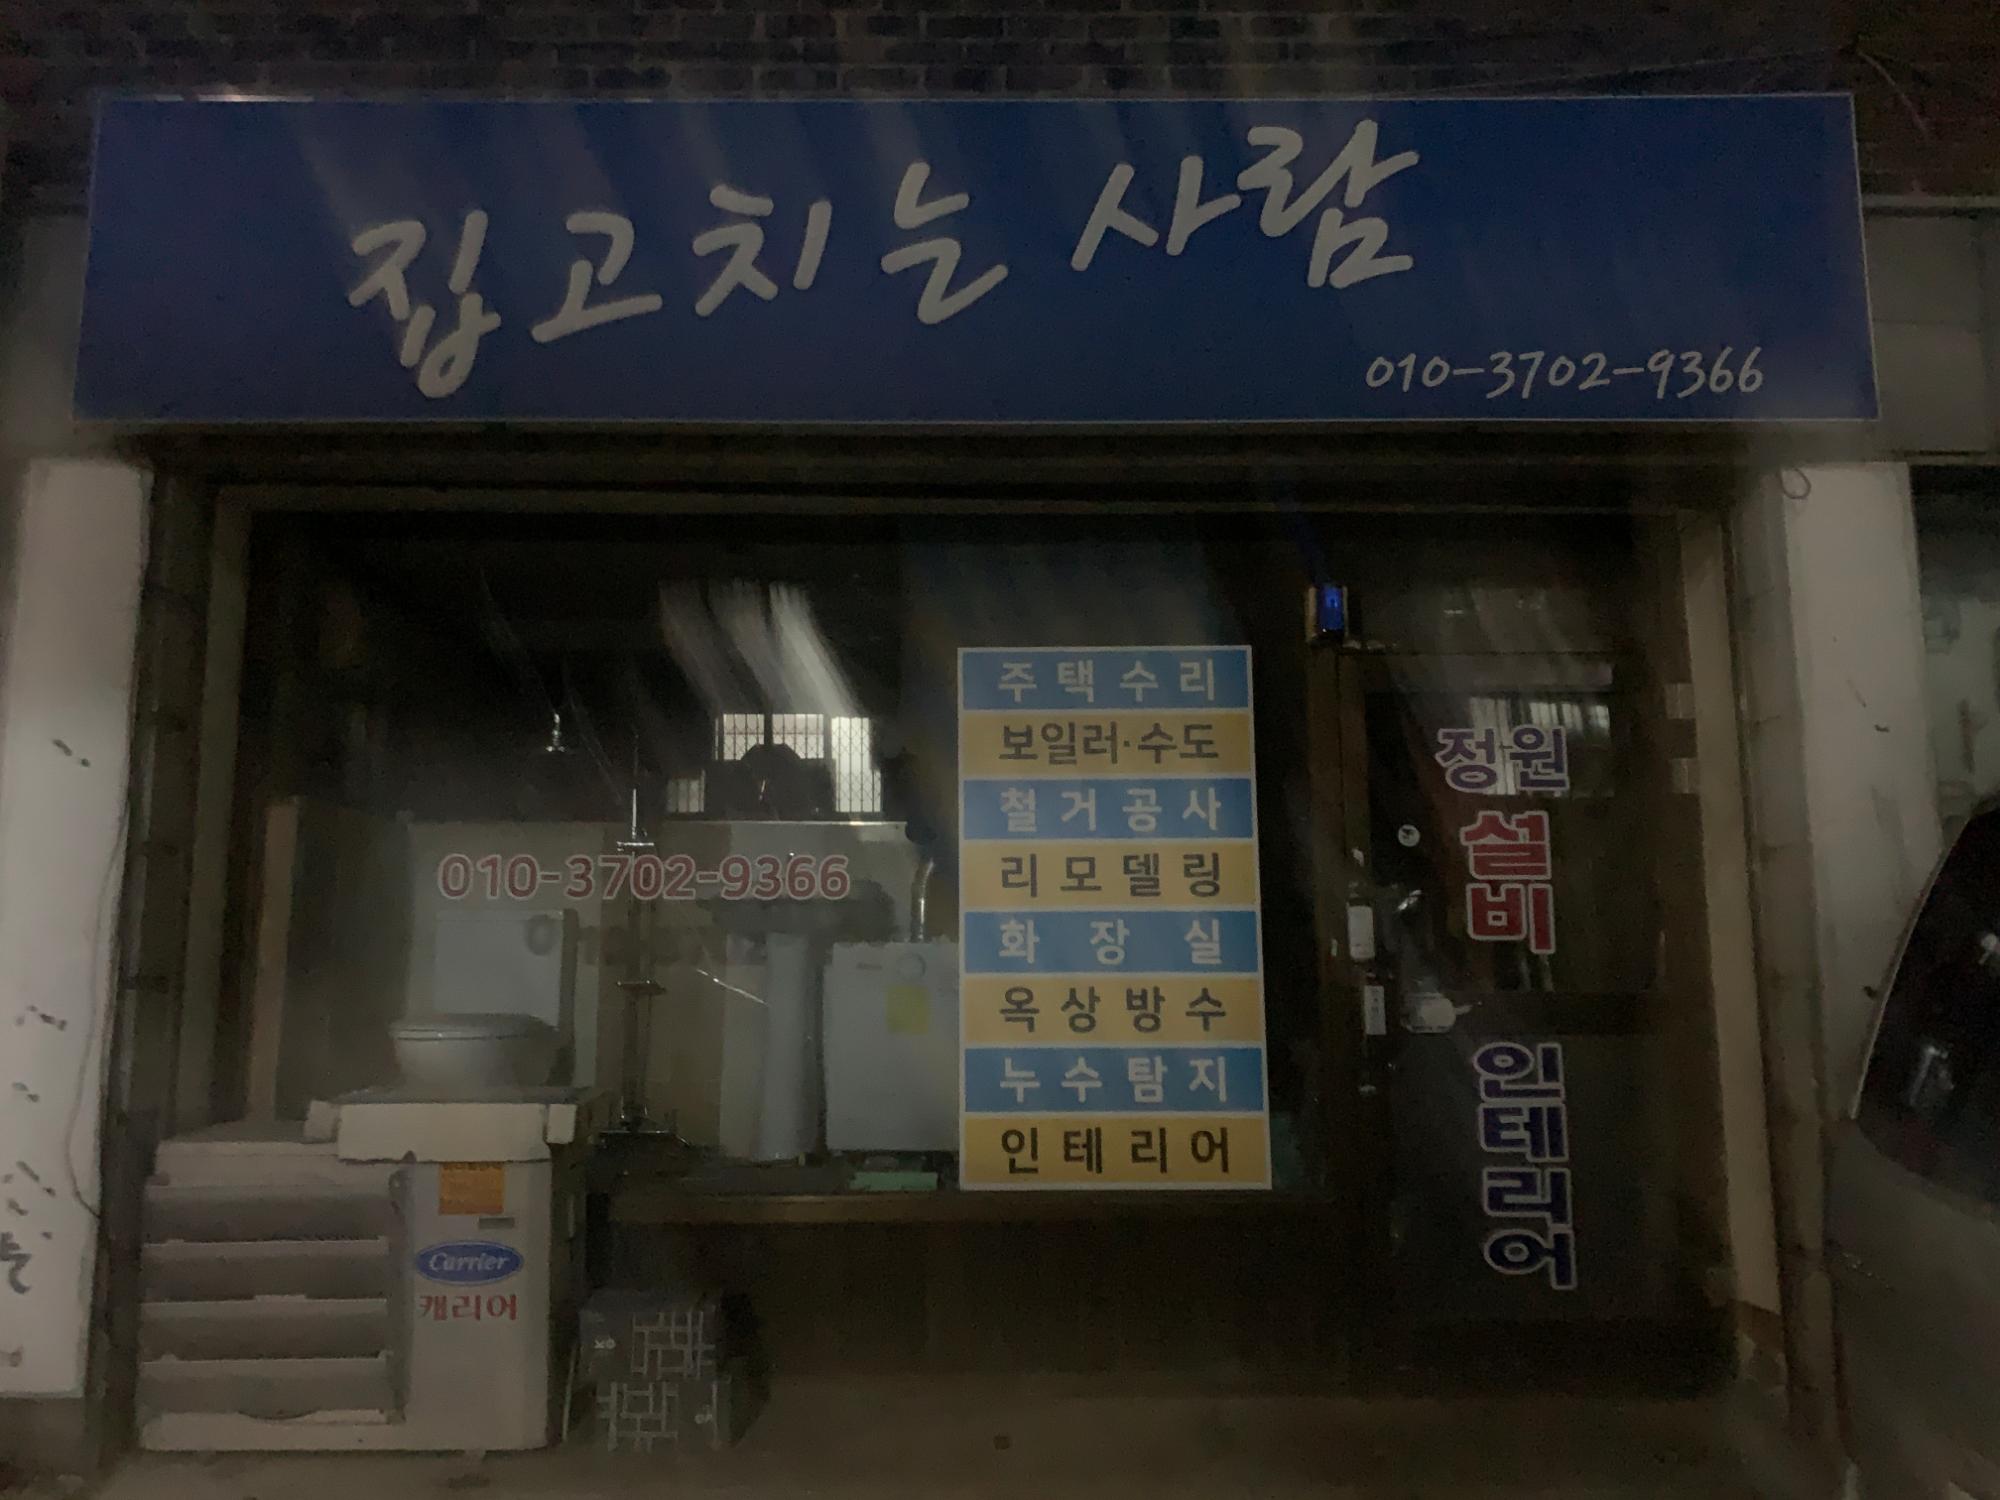 집고치는 사람
010-3702-9366
010-3702-9366
주택수리
보일러·수도
철거공사
리모델링
화장실
옥상방수
누수탐지
인테리어
정원
설비
인테리어
Carrier
캐리어